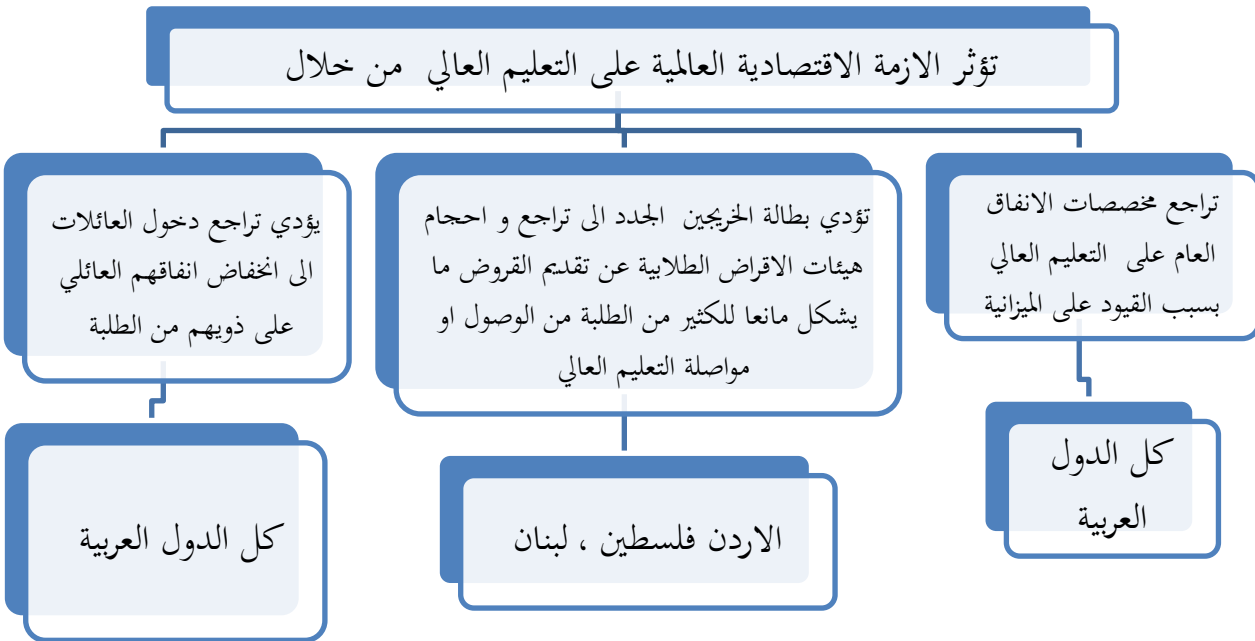 تؤثر الازمة الاقتصادية العالمية على التعليم العالي من خلال
تراجع مخصصات الانفاق
العام على التعليم العالي
بسبب القيود على الميزانية
تؤدي بطالة الخريجين الجدد الى تراجع و احجام
هيئات الاقراض الطلابية عن تقديم القروض ما
يشكل مانعا للكثير من الطلبة من الوصول او
مواصلة التعليم العالي
يؤدي تراجع دخول العائلات
الى انخفاض انفاقهم العائلي
على ذويهم من الطلبة
كل الدول
العربية
الاردن فلسطين ، لبنان
كل الدول العربية